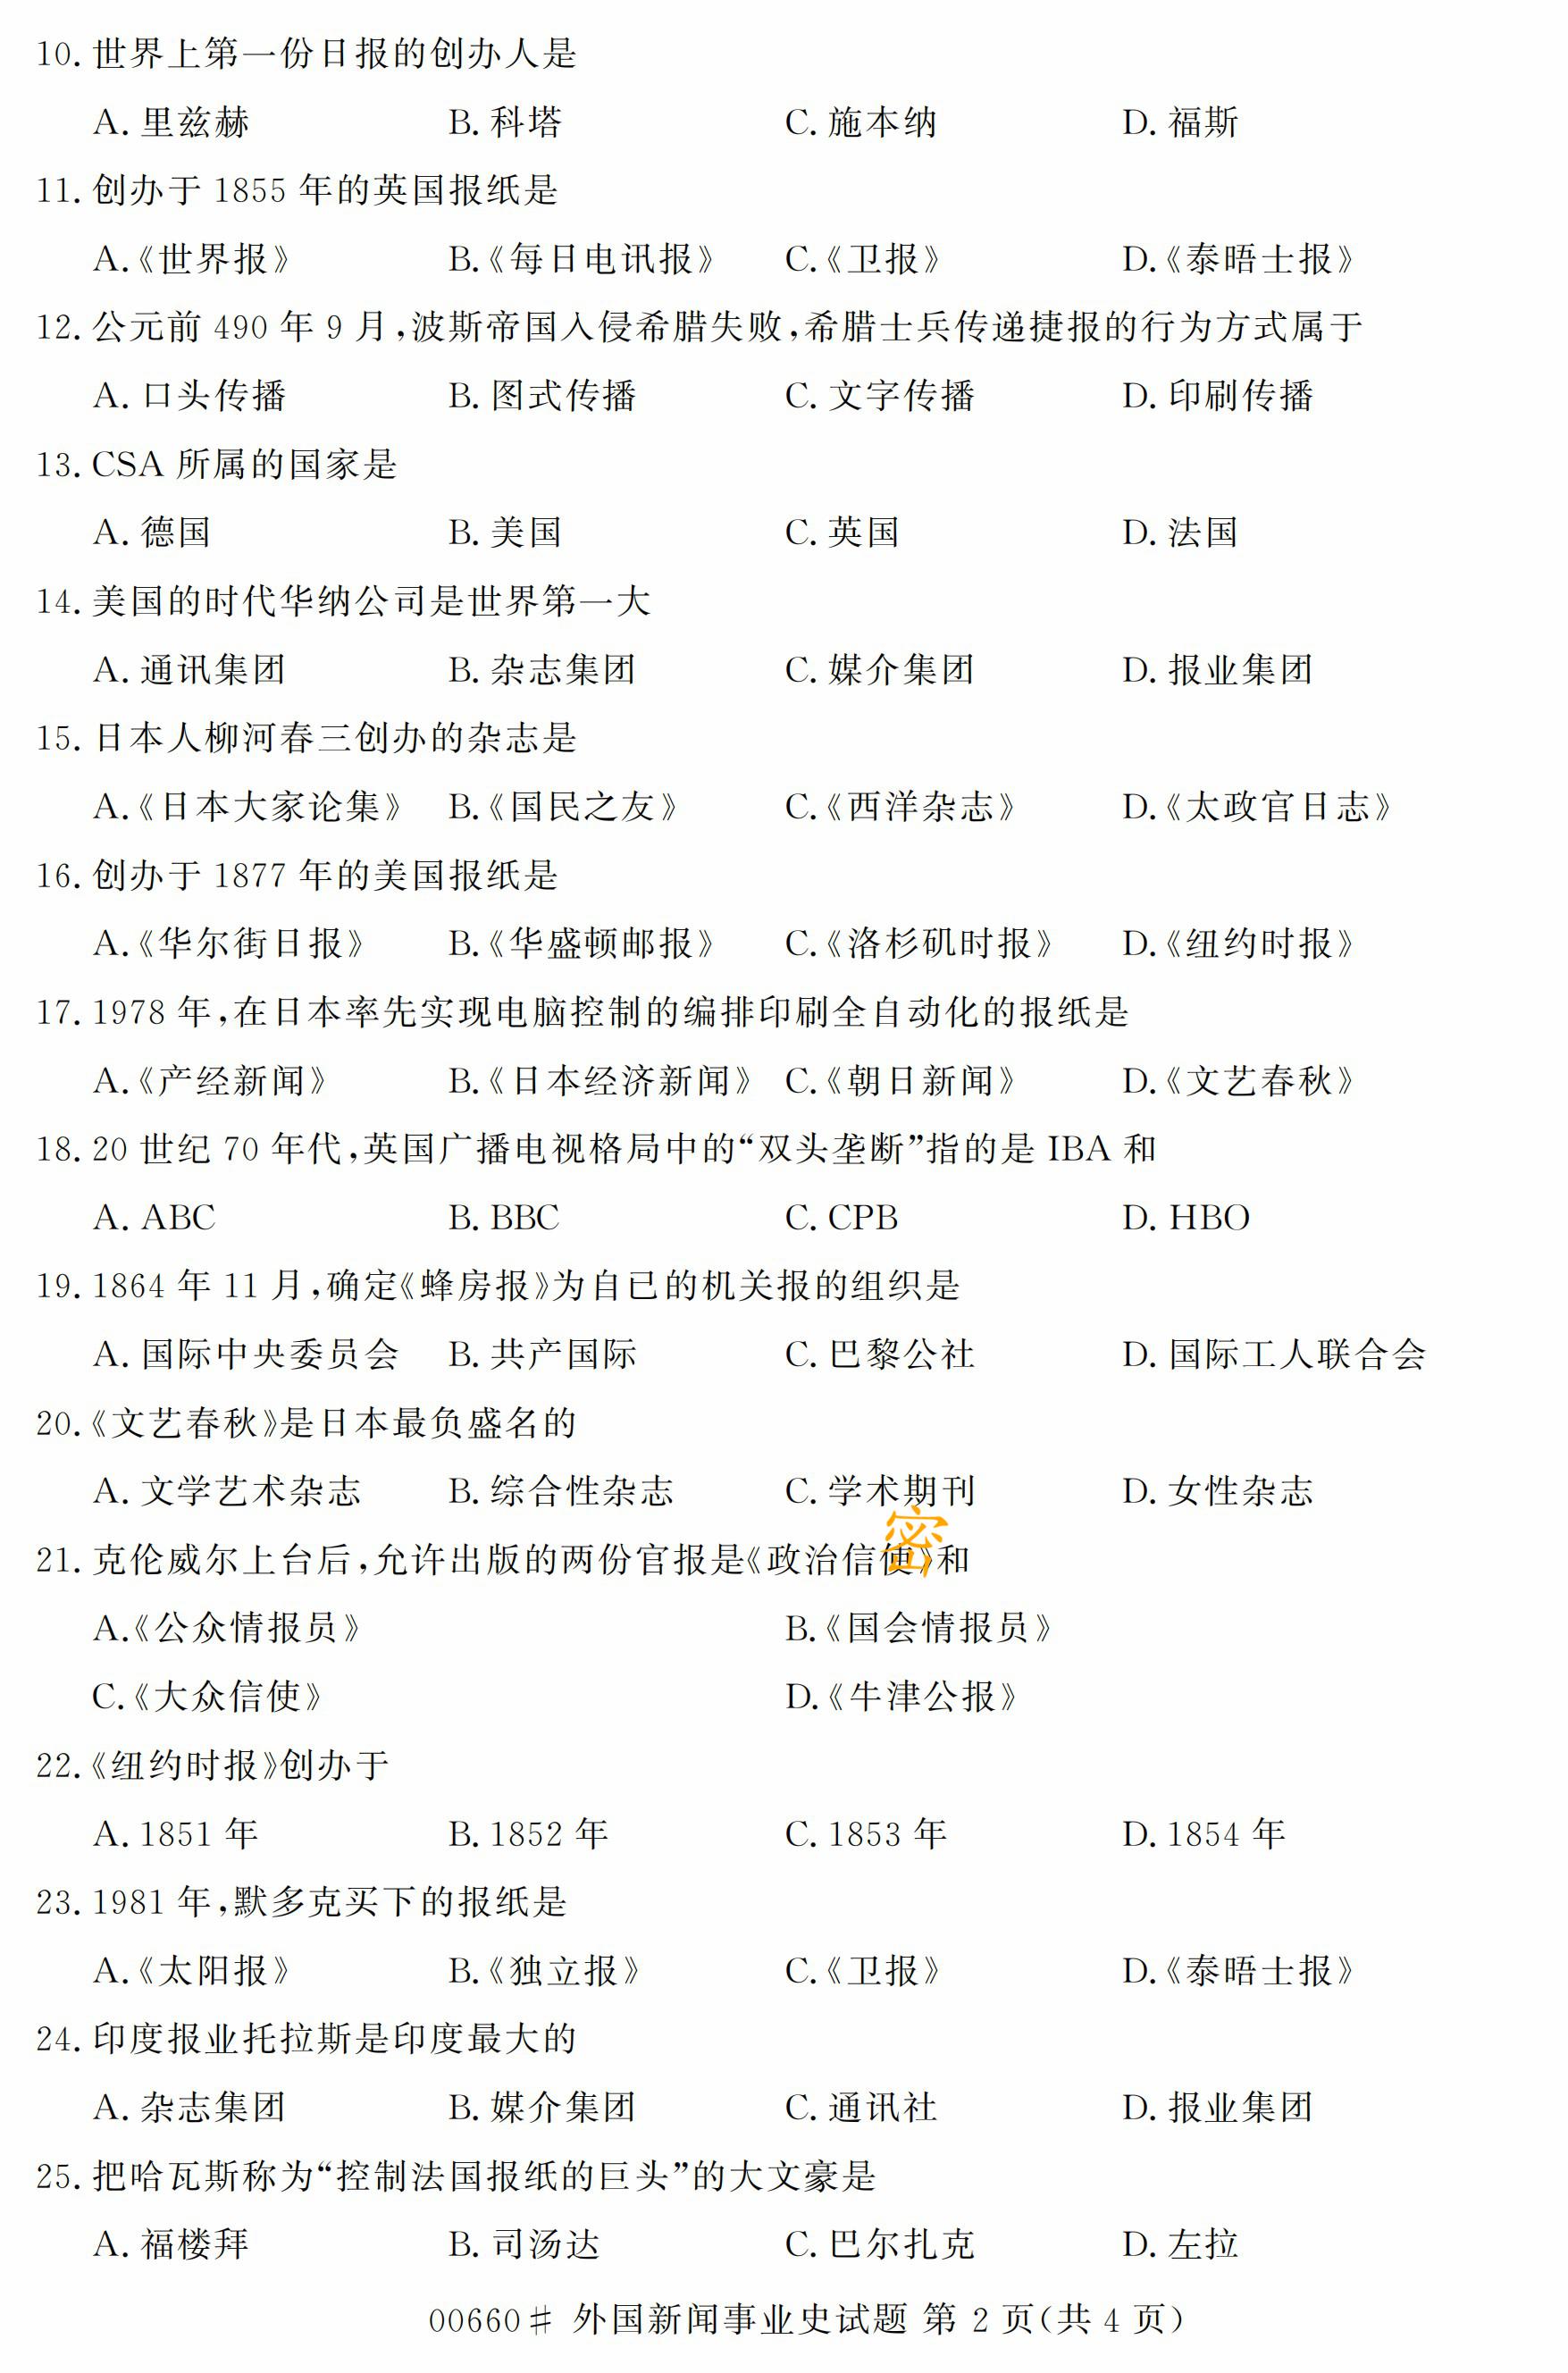 10. 世界上第一份日报的创办人是
A. 里兹赫 B. 科塔 C. 施本纳 D. 福斯
11. 创办于 1855 年的英国报纸是
A.《世界报》 B.《每日电讯报》 C.《卫报》 D.《泰晤士报》
12. 公元前 490 年 9 月,波斯帝国入侵希腊失败,希腊士兵传递捷报的行为方式属于
A. 口头传播 B. 图式传播 C. 文字传播 D. 印刷传播
13. CSA 所属的国家是
A. 德国 B. 美国 C. 英国 D. 法国
14. 美国的时代华纳公司是世界第一大
A. 通讯集团 B. 杂志集团 C. 媒介集团 D. 报业集团
15. 日本人柳河春三创办的杂志是
A.《日本大家论集》 B.《国民之友》 C.《西洋杂志》 D.《太政官日志》
16. 创办于 1877 年的美国报纸是
A.《华尔街日报》 B.《华盛顿邮报》 C.《洛杉矶时报》 D.《纽约时报》
17. 1978 年,在日本率先实现电脑控制的编排印刷全自动化的报纸是
A.《产经新闻》 B.《日本经济新闻》 C.《朝日新闻》 D.《文艺春秋》
18. 20 世纪 70 年代,英国广播电视格局中的“双头垄断”指的是 IBA 和
A. ABC B. BBC C. CPB D. HBO
19. 1864 年 11 月,确定《蜂房报》为自已的机关报的组织是
A. 国际中央委员会 B. 共产国际 C. 巴黎公社 D. 国际工人联合会
20.《文艺春秋》是日本最负盛名的
A. 文学艺术杂志 B. 综合性杂志 C. 学术期刊 D. 女性杂志
密
21. 克伦威尔上台后,允许出版的两份官报是《政治信使》和
A.《公众情报员》 B.《国会情报员》
C.《大众信使》 D.《牛津公报》
22.《纽约时报》创办于
A. 1851 年 B. 1852 年 C. 1853 年 D. 1854 年
23. 1981 年,默多克买下的报纸是
A.《太阳报》 B.《独立报》 C.《卫报》 D.《泰晤士报》
24. 印度报业托拉斯是印度最大的
A. 杂志集团 B. 媒介集团 C. 通讯社 D. 报业集团
25. 把哈瓦斯称为“控制法国报纸的巨头”的大文豪是
A. 福楼拜 B. 司汤达 C. 巴尔扎克 D. 左拉
00660# 外国新闻事业史试题 第 2 页(共 4 页)